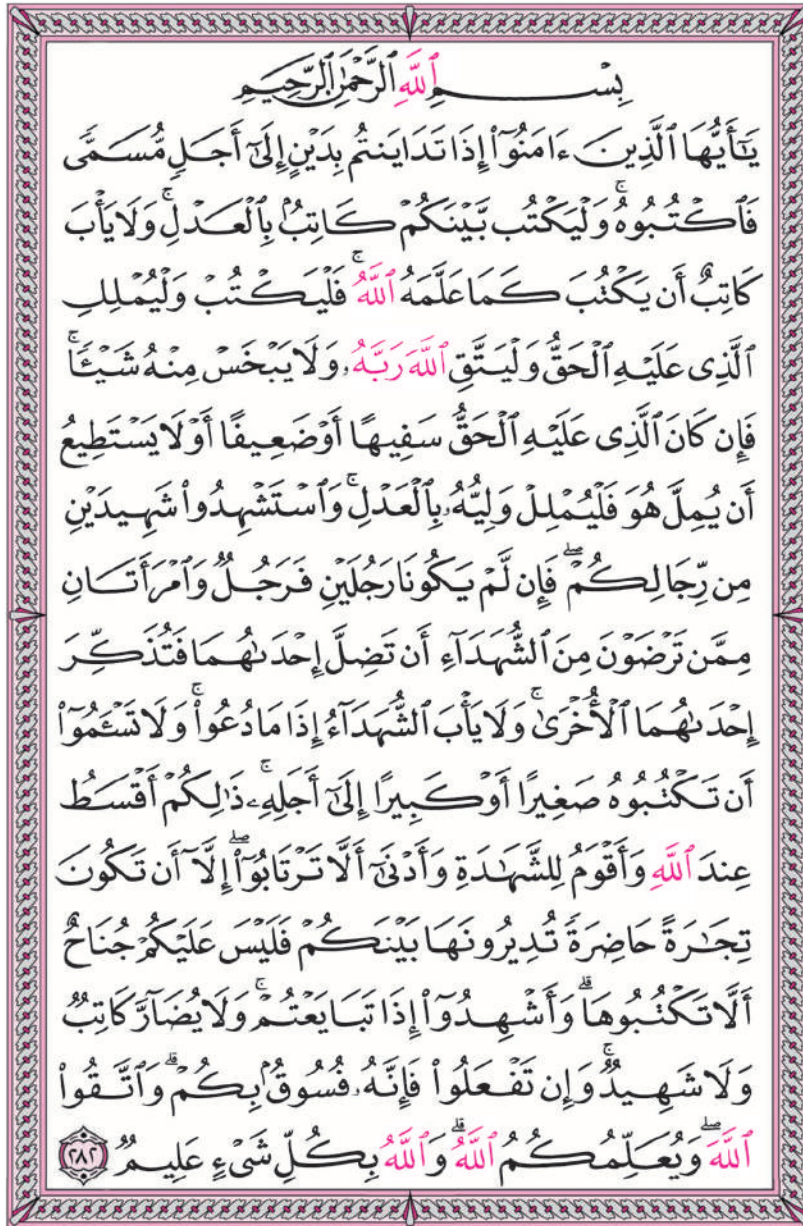 بِسْمِ ٱللَّهِ ٱلرَّحْمَٰنِ ٱلرَّحِيمِ
يَٰٓأَيُّهَا ٱلَّذِينَ ءَامَنُوٓا۟ إِذَا تَدَايَنتُم بِدَيْنٍ إِلَىٰٓ أَجَلٍ مُّسَمًّى
فَٱكْتُبُوهُ ۚ وَلْيَكْتُب بَّيْنَكُمْ كَاتِبٌۢ بِٱلْعَدْلِ ۚ وَلَا يَأْبَ
كَاتِبٌ أَن يَكْتُبَ كَمَا عَلَّمَهُ ٱللَّهُ ۚ فَلْيَكْتُبْ وَلْيُمْلِلِ
ٱلَّذِى عَلَيْهِ ٱلْحَقُّ وَلْيَتَّقِ ٱللَّهَ رَبَّهُۥ وَلَا يَبْخَسْ مِنْهُ شَيْـًٔا ۚ
فَإِن كَانَ ٱلَّذِى عَلَيْهِ ٱلْحَقُّ سَفِيهًا أَوْ ضَعِيفًا أَوْ لَا يَسْتَطِيعُ
أَن يُمِلَّ هُوَ فَلْيُمْلِلْ وَلِيُّهُۥ بِٱلْعَدْلِ ۚ وَٱسْتَشْهِدُوا۟ شَهِيدَيْنِ
مِن رِّجَالِكُمْ ۖ فَإِن لَّمْ يَكُونَا رَجُلَيْنِ فَرَجُلٌ وَٱمْرَأَتَانِ
مِمَّن تَرْضَوْنَ مِنَ ٱلشُّهَدَآءِ أَن تَضِلَّ إِحْدَىٰهُمَا فَتُذَكِّرَ
إِحْدَىٰهُمَا ٱلْأُخْرَىٰ ۚ وَلَا يَأْبَ ٱلشُّهَدَآءُ إِذَا مَا دُعُوا۟ ۚ وَلَا تَسْـَٔمُوٓا۟
أَن تَكْتُبُوهُ صَغِيرًا أَوْ كَبِيرًا إِلَىٰٓ أَجَلِهِۦ ۚ ذَٰلِكُمْ أَقْسَطُ
عِندَ ٱللَّهِ وَأَقْوَمُ لِلشَّهَٰدَةِ وَأَدْنَىٰٓ أَلَّا تَرْتَابُوٓا۟ ۖ إِلَّآ أَن تَكُونَ
تِجَٰرَةً حَاضِرَةً تُدِيرُونَهَا بَيْنَكُمْ فَلَيْسَ عَلَيْكُمْ جُنَاحٌ
أَلَّا تَكْتُبُوهَا ۗ وَأَشْهِدُوٓا۟ إِذَا تَبَايَعْتُمْ ۚ وَلَا يُضَآرَّ كَاتِبٌ
وَلَا شَهِيدٌ ۚ وَإِن تَفْعَلُوا۟ فَإِنَّهُۥ فُسُوقٌۢ بِكُمْ ۗ وَٱتَّقُوا۟
ٱللَّهَ ۖ وَيُعَلِّمُكُمُ ٱللَّهُ ۗ وَٱللَّهُ بِكُلِّ شَىْءٍ عَلِيمٌ ٢٨٢